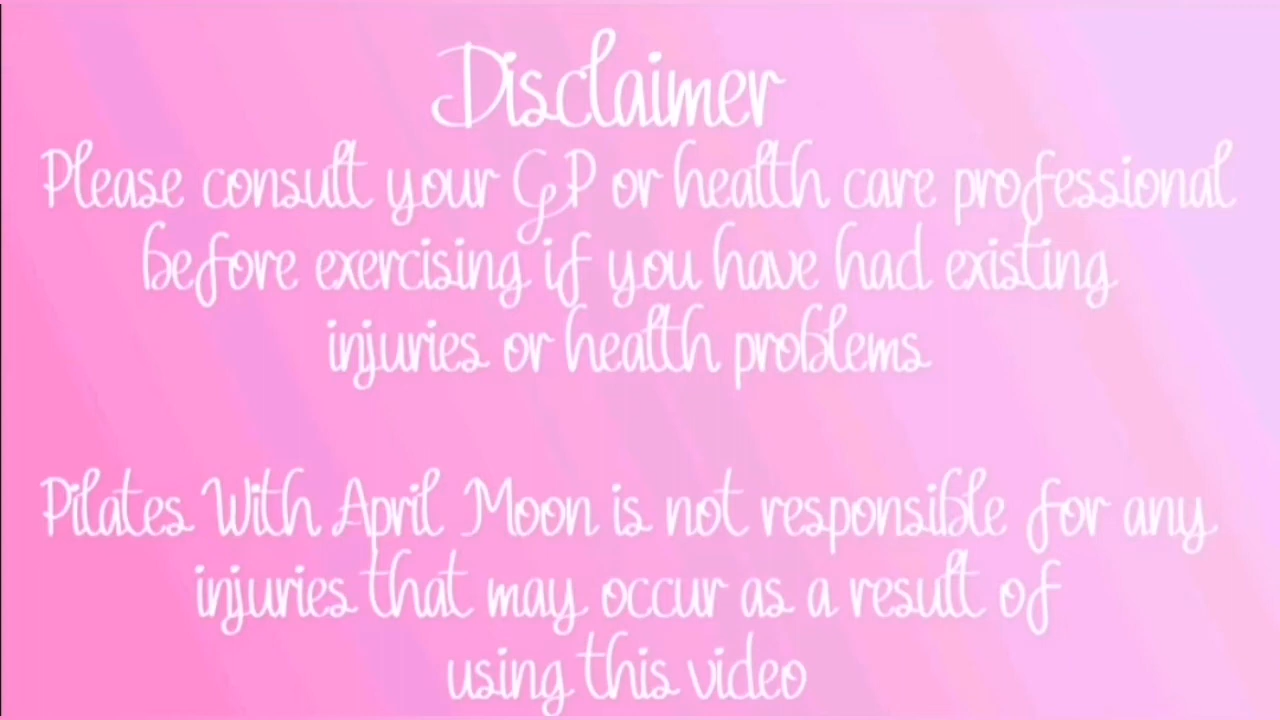 Disclaimer
Please consult your GP or health care professional
before exercising if you have had existing
injuries or health problems
Pilates With April Moon is not responsible for any
injuries that may occur as a result of
using this video